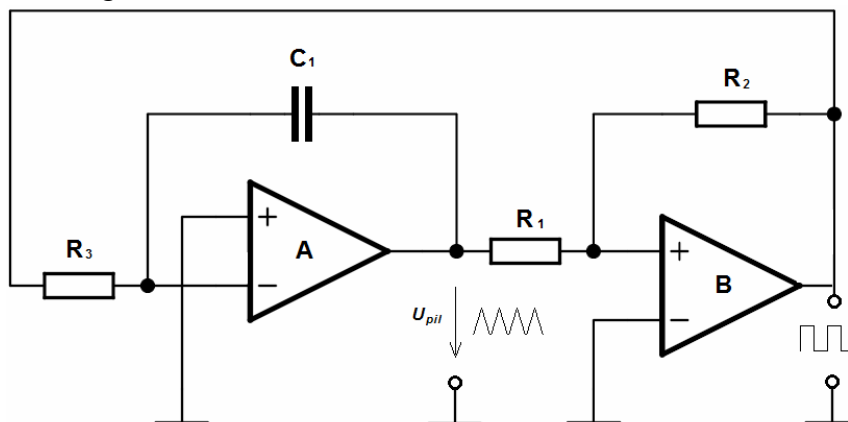 C1
R2
R1
+
A
R3
−
+
B
−
Upil